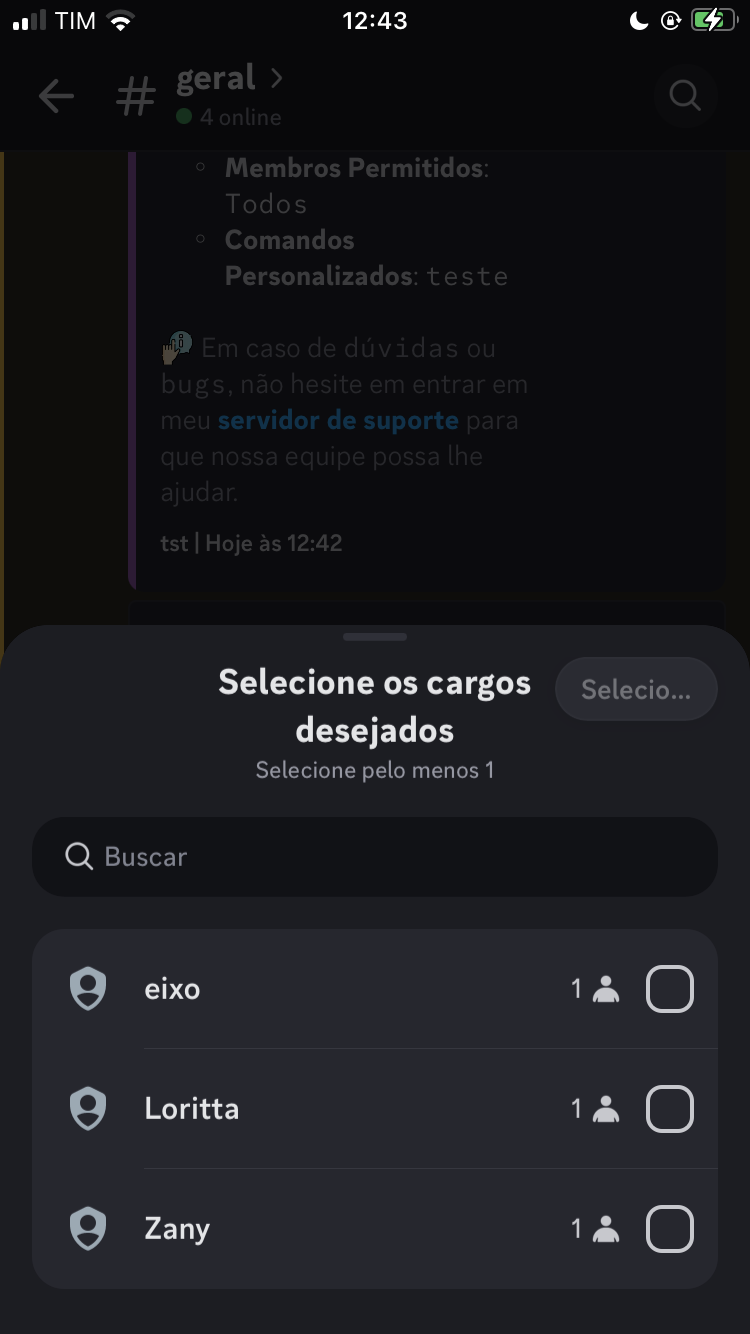 TIM 12:43
geral
4 online
Membros Permitidos:
Todos
Comandos
Personalizados: teste
Em caso de dúvidas ou
bugs, não hesite em entrar em
meu servidor de suporte para
que nossa equipe possa lhe
ajudar.
tst | Hoje às 12:42
Selecione os cargos
desejados
Selecio...
Selecione pelo menos 1
Buscar
eixo 1
Loritta 1
Zany 1